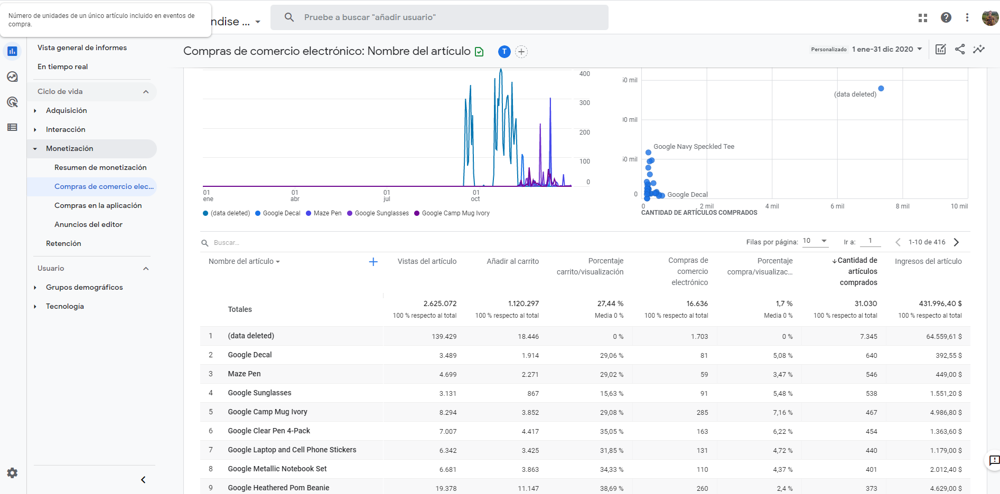 Número de unidades de un único artículo incluido en eventos de
compra.
ndise ...
Pruebe a buscar "añadir usuario"
Vista general de informes
En tiempo real
Ciclo de vida
Adquisición
Interacción
Monetización
Resumen de monetización
Compras de comercio elec...
Compras en la aplicación
Anuncios del editor
Retención
Usuario
Grupos demográficos
Tecnología
Compras de comercio electrónico: Nombre del artículo
T
Personalizado 1 ene-31 dic 2020
400
300
200
100
0
01 ene
01 abr
01 jul
01 oct
(data deleted) Google Decal Maze Pen Google Sunglasses Google Camp Mug Ivory
50 mil
00 mil
50 mil
0
(data deleted)
Google Navy Speckled Tee
Google Decal
0 2 mil 4 mil 6 mil 8 mil 10 mil
CANTIDAD DE ARTÍCULOS COMPRADOS
Buscar...
Filas por página: 10 Ir a: 1 1-10 de 416
Nombre del artículo Vistas del artículo Añadir al carrito Porcentaje carrito/visualización Compras de comercio electrónico Porcentaje compra/visualizac... Cantidad de artículos comprados Ingresos del artículo
Totales 2.625.072 1.120.297 27,44 % 16.636 1,7 % 31.030 431.996,40 $
100 % respecto al total 100 % respecto al total Media 0 % 100 % respecto al total Media 0 % 100 % respecto al total 100 % respecto al total
1 (data deleted) 139.429 18.446 0 % 1.703 0 % 7.345 64.559,61 $
2 Google Decal 3.489 1.914 29,06 % 81 5,08 % 640 392,55 $
3 Maze Pen 4.699 2.271 29,02 % 59 3,47 % 546 449,00 $
4 Google Sunglasses 3.131 867 15,63 % 91 5,48 % 538 1.551,20 $
5 Google Camp Mug Ivory 8.294 3.852 29,08 % 285 7,16 % 467 4.986,80 $
6 Google Clear Pen 4-Pack 7.007 4.417 35,05 % 163 6,22 % 454 1.363,60 $
7 Google Laptop and Cell Phone Stickers 6.342 3.425 31,85 % 131 4,72 % 440 1.179,00 $
8 Google Metallic Notebook Set 6.681 3.863 34,33 % 110 4,37 % 401 2.012,40 $
9 Google Heathered Pom Beanie 19.378 11.147 38,69 % 260 2,4 % 373 4.629,00 $